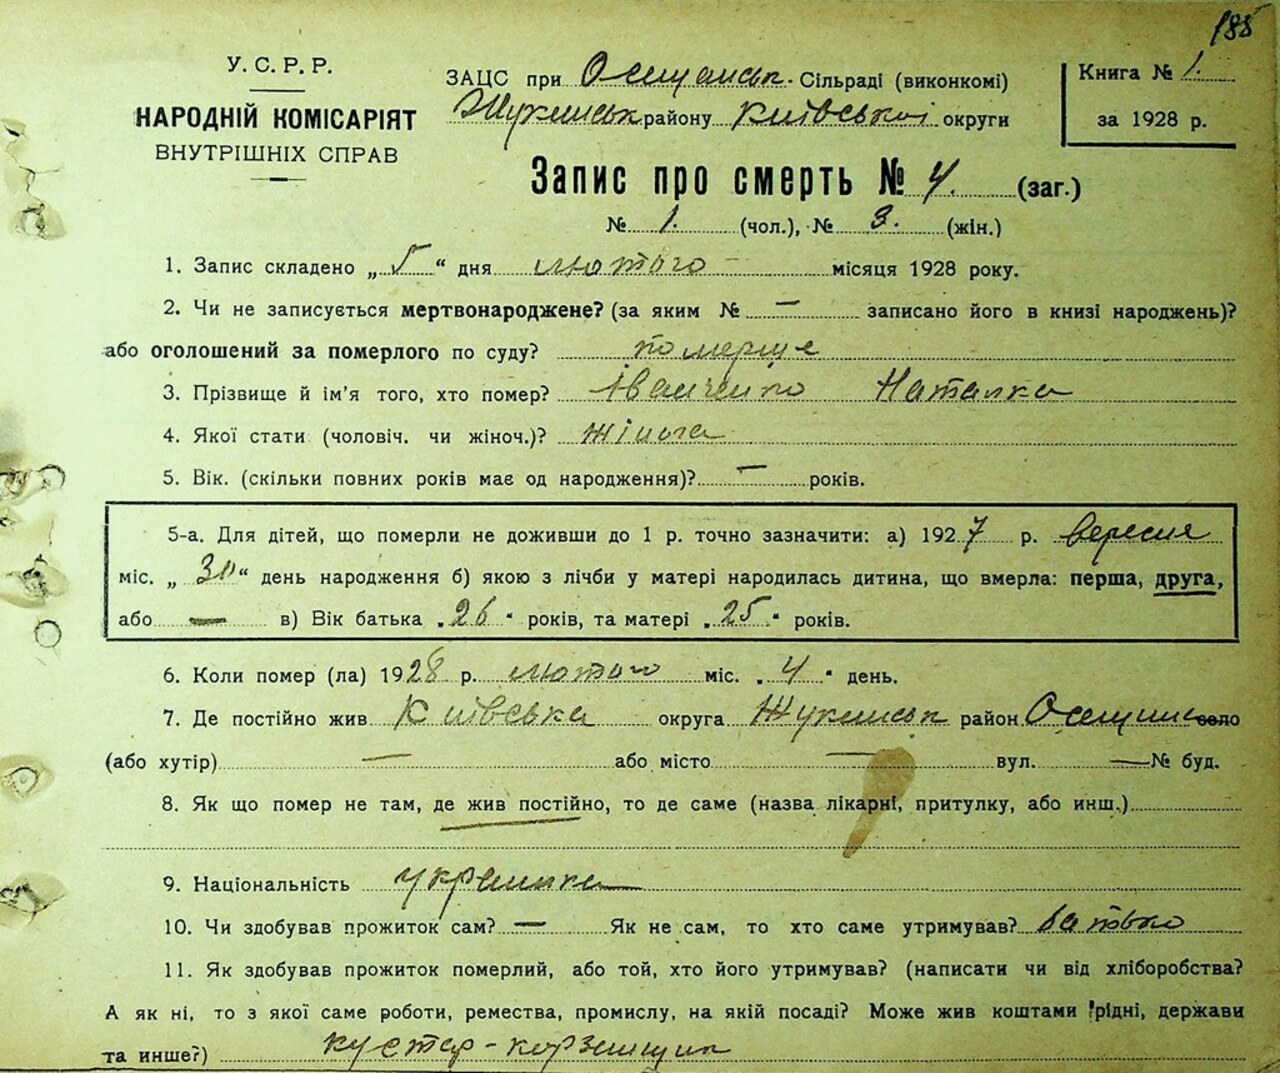 188
У. С. Р. Р.
НАРОДНІЙ КОМІСАРІЯТ
ВНУТРІШНІХ СПРАВ
ЗАЦС при Осещанськ. Сільраді (виконкомі)
Жукинськ району Київської округи
Книга № 1.
за 1928 р.
Запис про смерть № 4. (заг.)
№ 1. (чол.), № 3. (жін.)
1. Запис складено „ 5 “ дня лютого – місяця 1928 року.
2. Чи не записується мертвонароджене? (за яким № — записано його в книзі народжень)?
або оголошений за померлого по суду? померше
3. Прізвище й ім'я того, хто помер? Іванченко Наталка
4. Якої стати (чоловіч. чи жіноч.)? жіноча
5. Вік. (скільки повних років має од народження)? — років.
5-а. Для дітей, що померли не доживши до 1 р. точно зазначити: а) 1927 р. вересня
міс. „ 30 “ день народження б) якою з лічби у матері народилась дитина, що вмерла: перша, друга,
або — в) Вік батька „ 26 “ років, та матері „ 25 “ років.
6. Коли помер (ла) 1928 р. лютого міс. „ 4 “ день.
7. Де постійно жив Київська округа Жукинськ район Осещина село
(або хутір) — або місто — вул. — № буд.
8. Як що помер не там, де жив постійно, то де саме (назва лікарні, притулку, або инш.)
9. Національність українка
10. Чи здобував прожиток сам? — Як не сам, то хто саме утримував? батько
11. Як здобував прожиток померлий, або той, хто його утримував? (написати чи від хліборобства?
А як ні, то з якої саме роботи, ремества, промислу, на якій посаді? Може жив коштами рідні, держави
та инше?) кустар-корзинщик